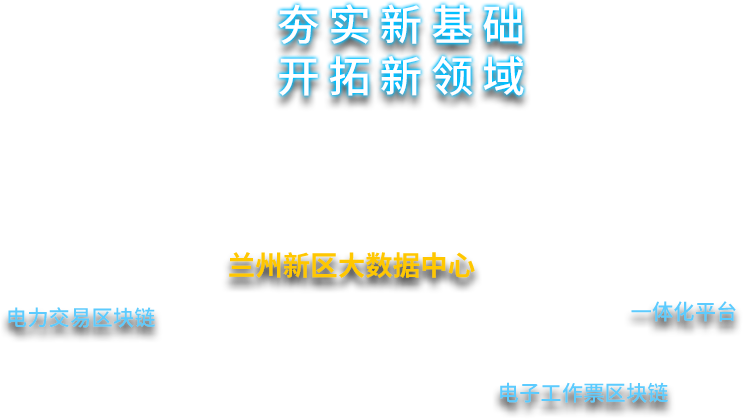 夯实新基础
开拓新领域
兰州新区大数据中心
电力交易区块链
一体化平台
电子工作票区块链